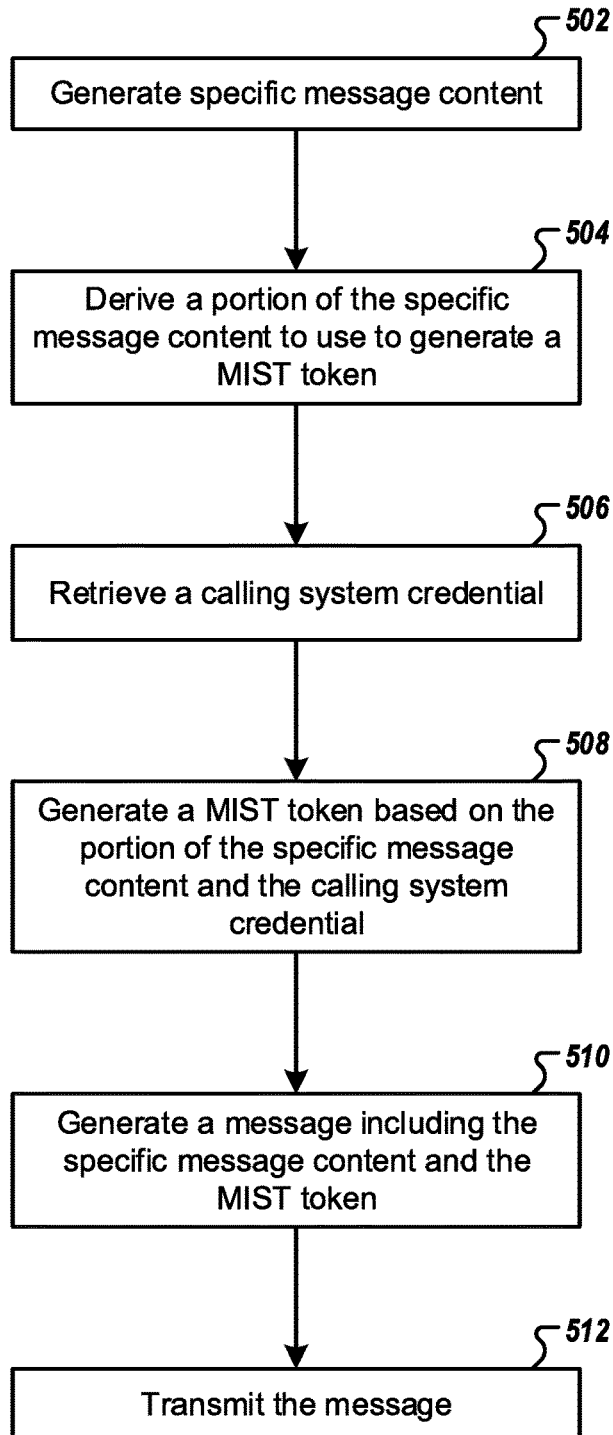 502
Generate specific message content
504
Derive a portion of the specific
message content to use to generate a
MIST token
506
Retrieve a calling system credential
508
Generate a MIST token based on the
portion of the specific message
content and the calling system
credential
510
Generate a message including the
specific message content and the
MIST token
512
Transmit the message